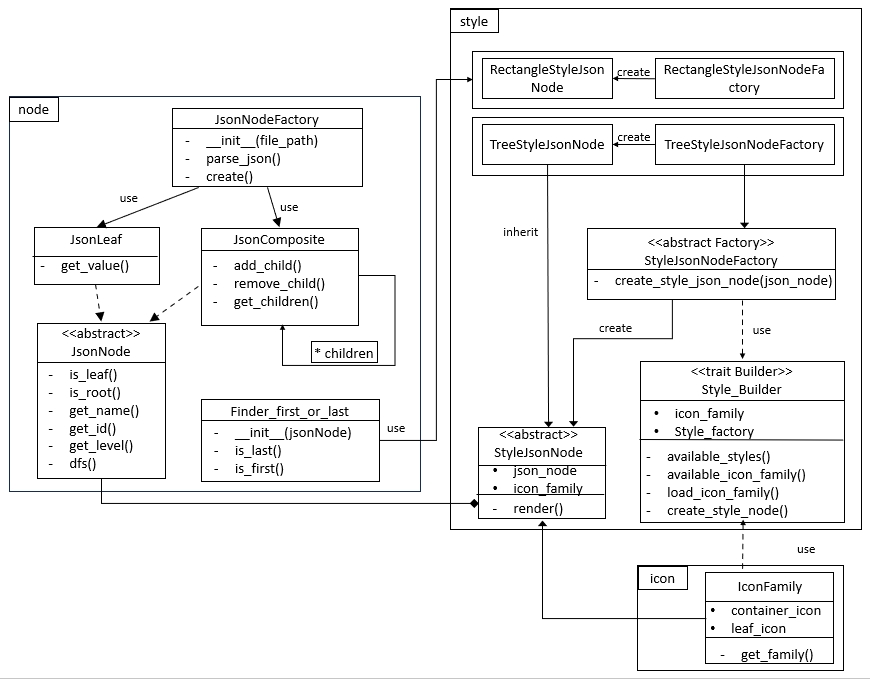 style
RectangleStyleJson
Node
create
RectangleStyleJsonNodeFa
ctory
TreeStyleJsonNode
create
TreeStyleJsonNodeFactory
inherit
<<abstract Factory>>
StyleJsonNodeFactory
- create_style_json_node(json_node)
create
use
<<trait Builder>>
Style_Builder
• icon_family
• Style_factory
- available_styles()
- available_icon_family()
- load_icon_family()
- create_style_node()
<<abstract>>
StyleJsonNode
• json_node
• icon_family
- render()
node
JsonNodeFactory
- __init__(file_path)
- parse_json()
- create()
use
use
JsonLeaf
- get_value()
JsonComposite
- add_child()
- remove_child()
- get_children()
* children
<<abstract>>
JsonNode
- is_leaf()
- is_root()
- get_name()
- get_id()
- get_level()
- dfs()
Finder_first_or_last
- __init__(jsonNode)
- is_last()
- is_first()
use
use
icon
IconFamily
• container_icon
• leaf_icon
- get_family()